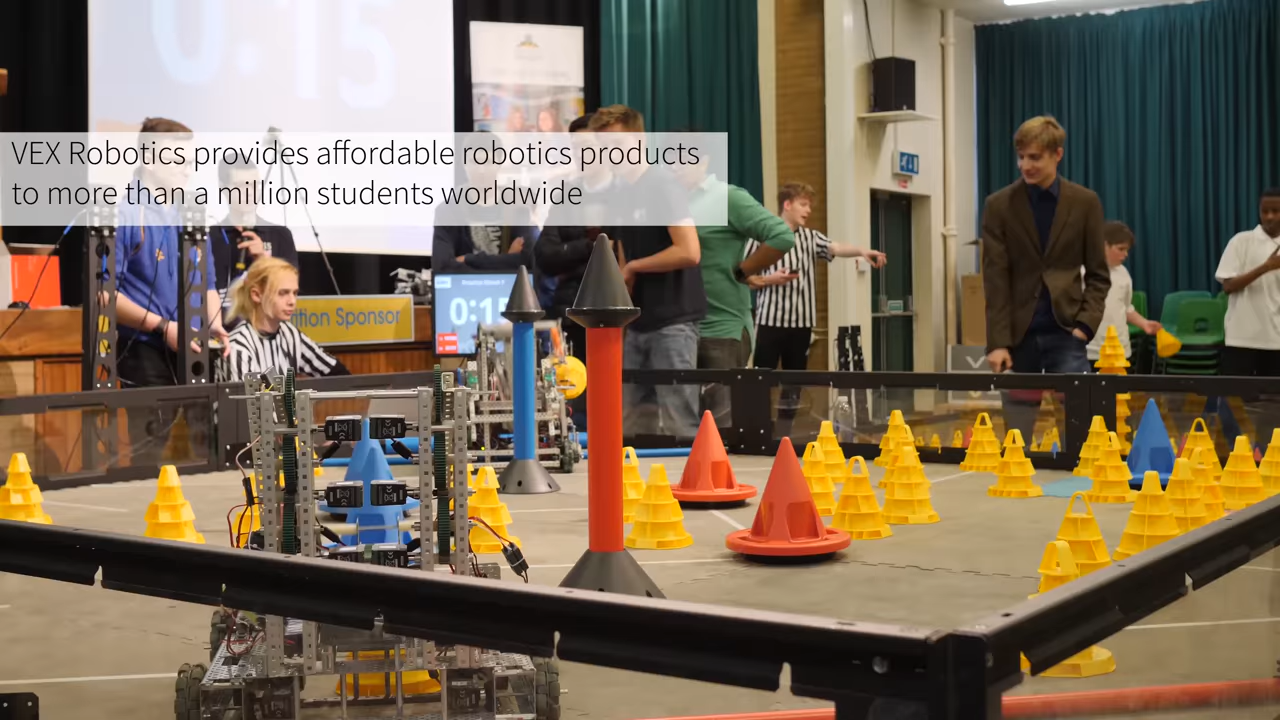 0:15
VEX Robotics provides affordable robotics products
to more than a million students worldwide
ition Sponsor
0:15